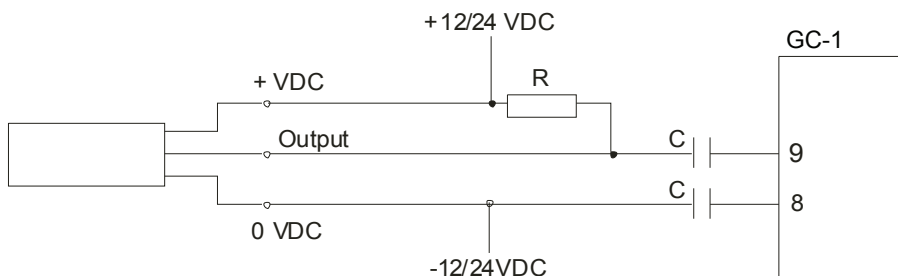 +12/24 VDC
GC-1
+ VDC
R
Output
C
9
C
8
0 VDC
-12/24VDC